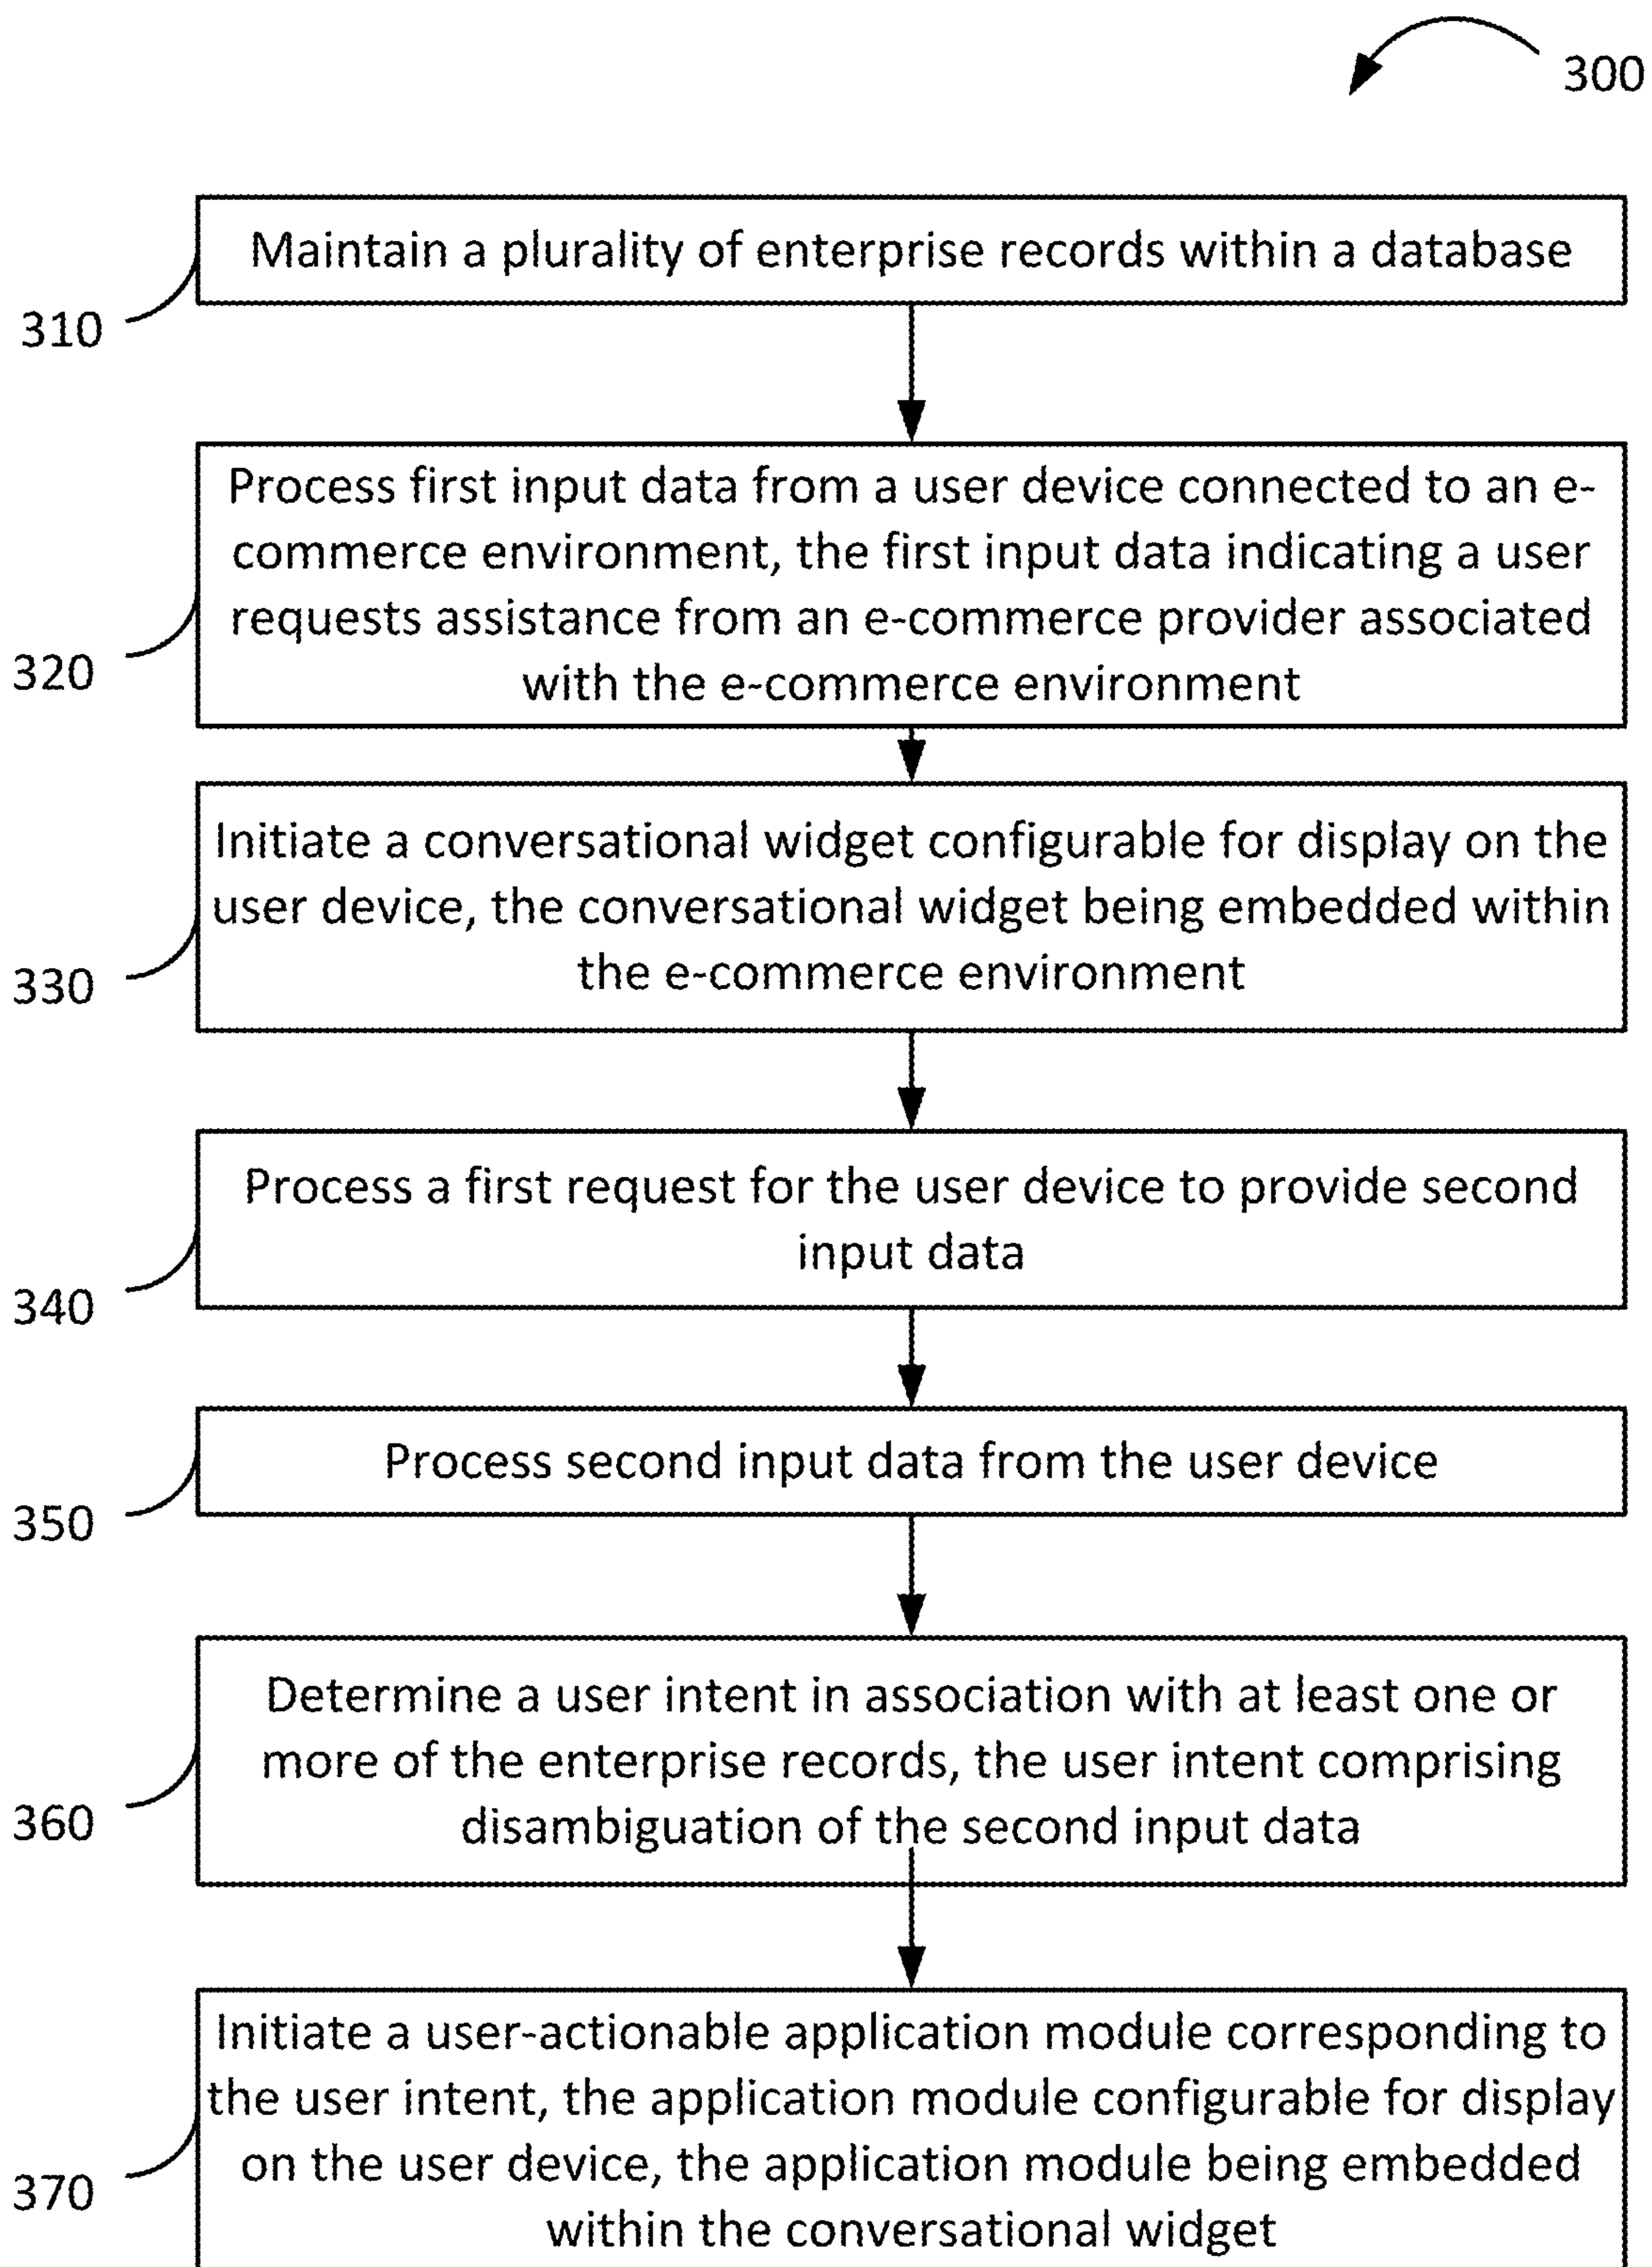 300
Maintain a plurality of enterprise records within a database
310
Process first input data from a user device connected to an e-
commerce environment, the first input data indicating a user
requests assistance from an e-commerce provider associated
with the e-commerce environment
320
Initiate a conversational widget configurable for display on the
user device, the conversational widget being embedded within
the e-commerce environment
330
Process a first request for the user device to provide second
input data
340
Process second input data from the user device
350
Determine a user intent in association with at least one or
more of the enterprise records, the user intent comprising
disambiguation of the second input data
360
Initiate a user-actionable application module corresponding to
the user intent, the application module configurable for display
on the user device, the application module being embedded
within the conversational widget
370